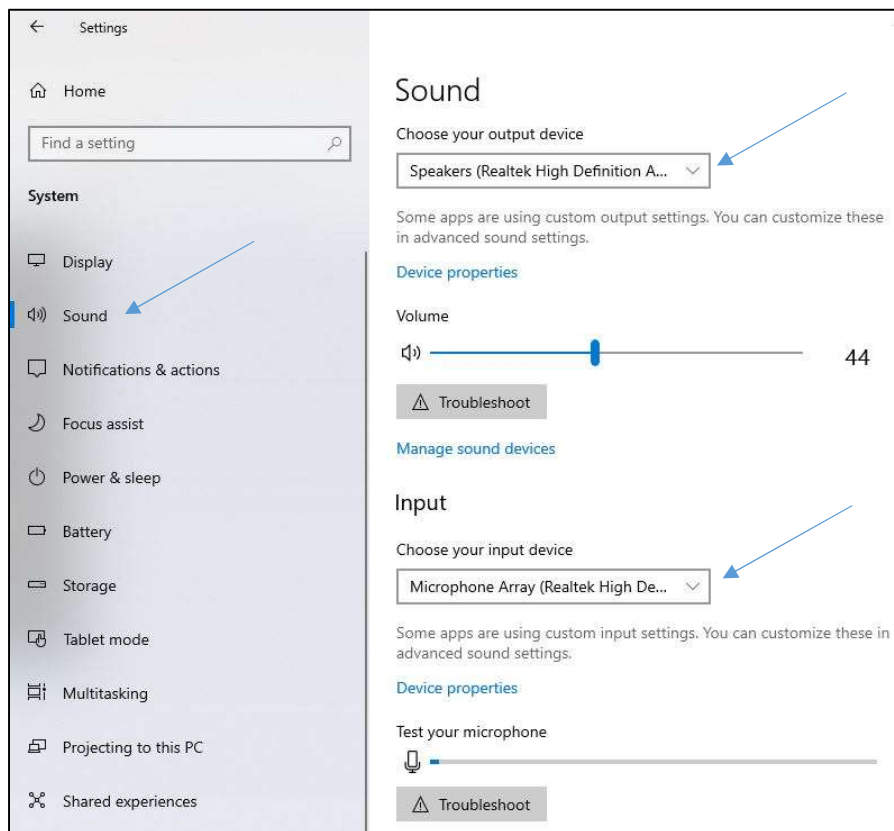 Settings
Home
Find a setting
System
Display
Sound
Notifications & actions
Focus assist
Power & sleep
Battery
Storage
Tablet mode
Multitasking
Projecting to this PC
Shared experiences
Sound
Choose your output device
Speakers (Realtek High Definition A...
Some apps are using custom output settings. You can customize these
in advanced sound settings.
Device properties
Volume
44
Troubleshoot
Manage sound devices
Input
Choose your input device
Microphone Array (Realtek High De...
Some apps are using custom input settings. You can customize these in
advanced sound settings.
Device properties
Test your microphone
Troubleshoot